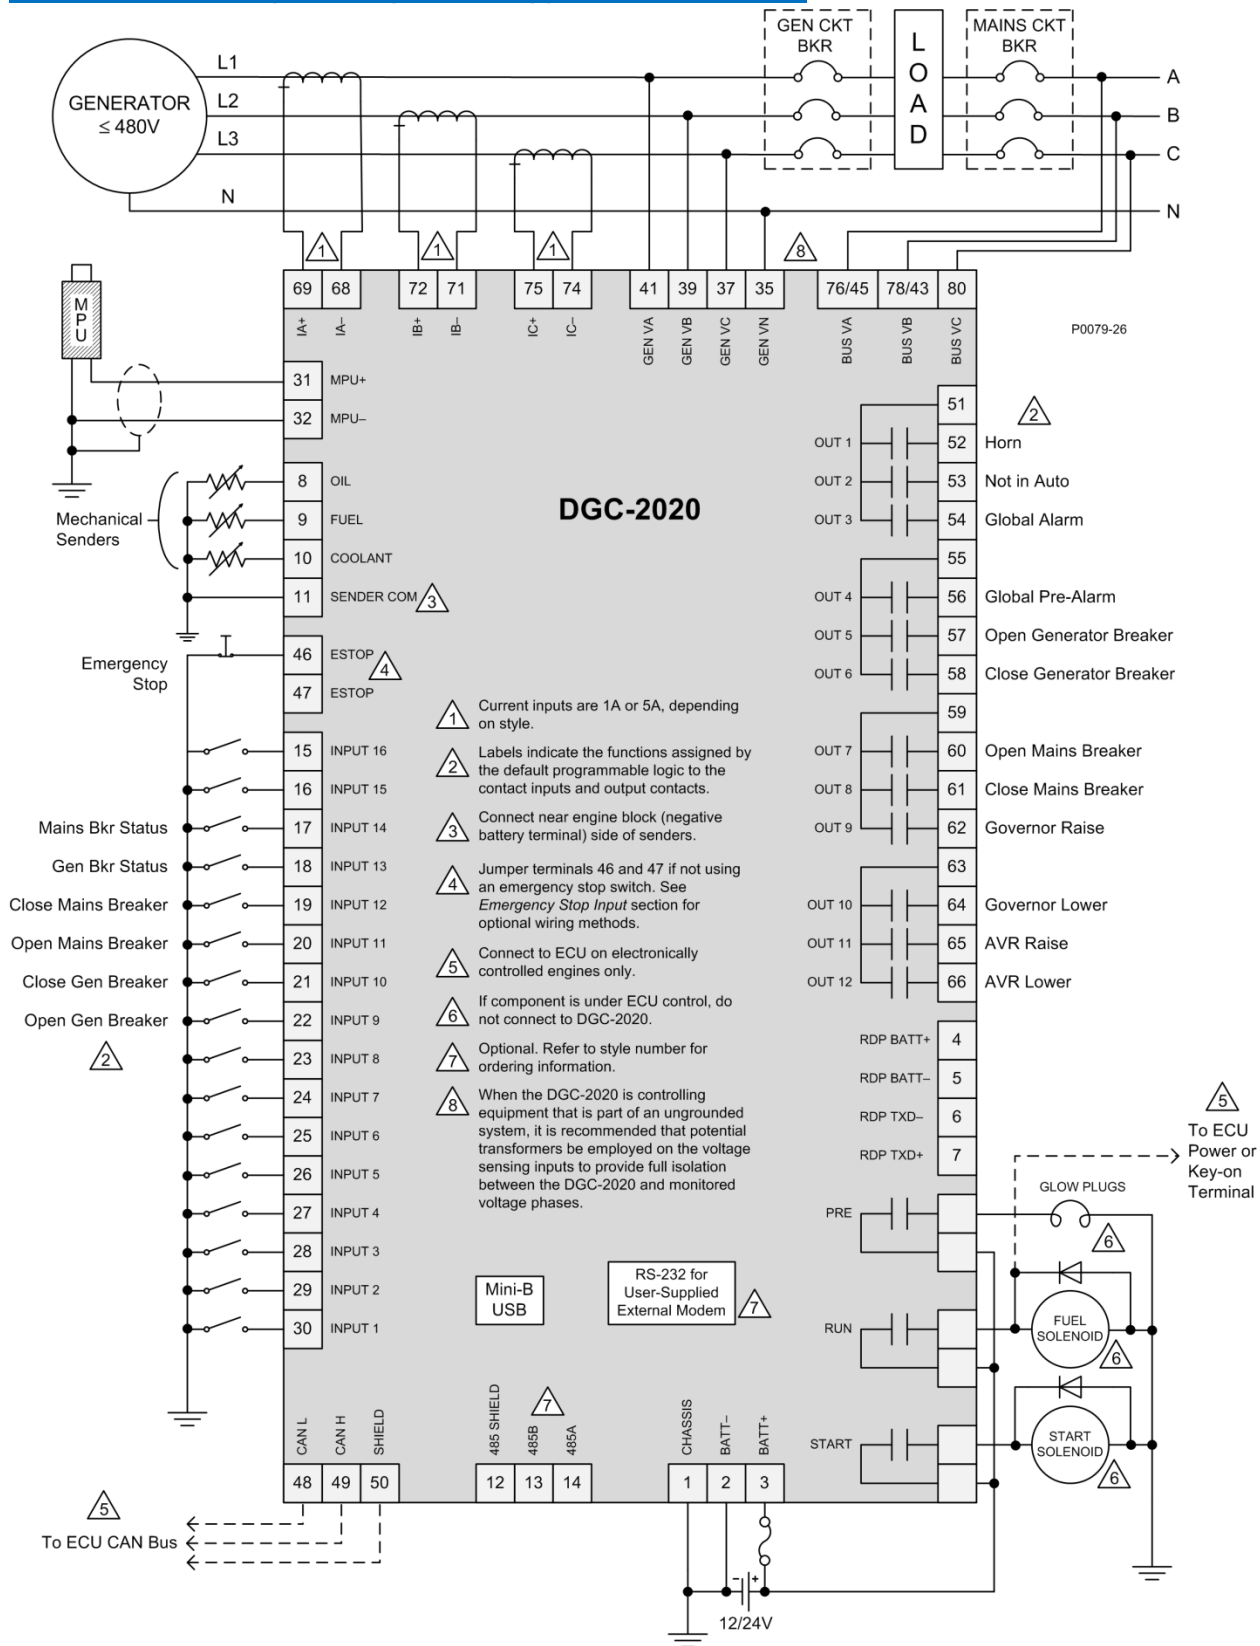 GEN CKT
BKR
MAINS CKT
BKR
L
O
A
D
L1
L2
L3
N
GENERATOR
≤ 480V
A
B
C
N
1
1
1
8
69
68
72
71
75
74
41
39
37
35
76/45
78/43
80
IA+
IA–
IB+
IB–
IC+
IC–
GEN VA
GEN VB
GEN VC
GEN VN
BUS VA
BUS VB
BUS VC
P0079-26
M
P
U
31 MPU+
32 MPU–
8 OIL
9 FUEL
10 COOLANT
11 SENDER COM
3
Mechanical
Senders
DGC-2020
46 ESTOP
47 ESTOP
4
Emergency
Stop
15 INPUT 16
16 INPUT 15
Mains Bkr Status 17 INPUT 14
Gen Bkr Status 18 INPUT 13
Close Mains Breaker 19 INPUT 12
Open Mains Breaker 20 INPUT 11
Close Gen Breaker 21 INPUT 10
Open Gen Breaker 22 INPUT 9
2
23 INPUT 8
24 INPUT 7
25 INPUT 6
26 INPUT 5
27 INPUT 4
28 INPUT 3
29 INPUT 2
30 INPUT 1
1 Current inputs are 1A or 5A, depending
on style.
2 Labels indicate the functions assigned by
the default programmable logic to the
contact inputs and output contacts.
3 Connect near engine block (negative
battery terminal) side of senders.
4 Jumper terminals 46 and 47 if not using
an emergency stop switch. See
Emergency Stop Input section for
optional wiring methods.
5 Connect to ECU on electronically
controlled engines only.
6 If component is under ECU control, do
not connect to DGC-2020.
7 Optional. Refer to style number for
ordering information.
8 When the DGC-2020 is controlling
equipment that is part of an ungrounded
system, it is recommended that potential
transformers be employed on the voltage
sensing inputs to provide full isolation
between the DGC-2020 and monitored
voltage phases.
51
2
OUT 1 52 Horn
OUT 2 53 Not in Auto
OUT 3 54 Global Alarm
55
OUT 4 56 Global Pre-Alarm
OUT 5 57 Open Generator Breaker
OUT 6 58 Close Generator Breaker
59
OUT 7 60 Open Mains Breaker
OUT 8 61 Close Mains Breaker
OUT 9 62 Governor Raise
63
OUT 10 64 Governor Lower
OUT 11 65 AVR Raise
OUT 12 66 AVR Lower
RDP BATT+ 4
RDP BATT– 5
RDP TXD– 6
RDP TXD+ 7
5
To ECU
Power or
Key-on
Terminal
PRE
GLOW PLUGS
6
RUN
FUEL
SOLENOID
6
START
START
SOLENOID
6
Mini-B
USB
RS-232 for
User-Supplied
External Modem
7
CAN L
CAN H
SHIELD
485 SHIELD
485B
485A
7
CHASSIS
BATT–
BATT+
48
49
50
12
13
14
1
2
3
5
To ECU CAN Bus
- +
12/24V